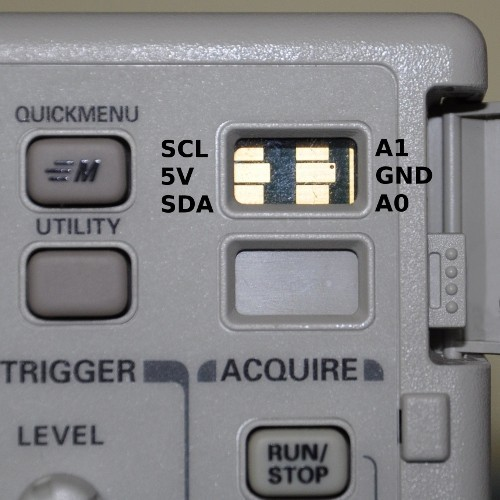 QUICKMENU
M
SCL
5V
SDA
A1
GND
A0
UTILITY
TRIGGER
ACQUIRE
LEVEL
RUN/
STOP